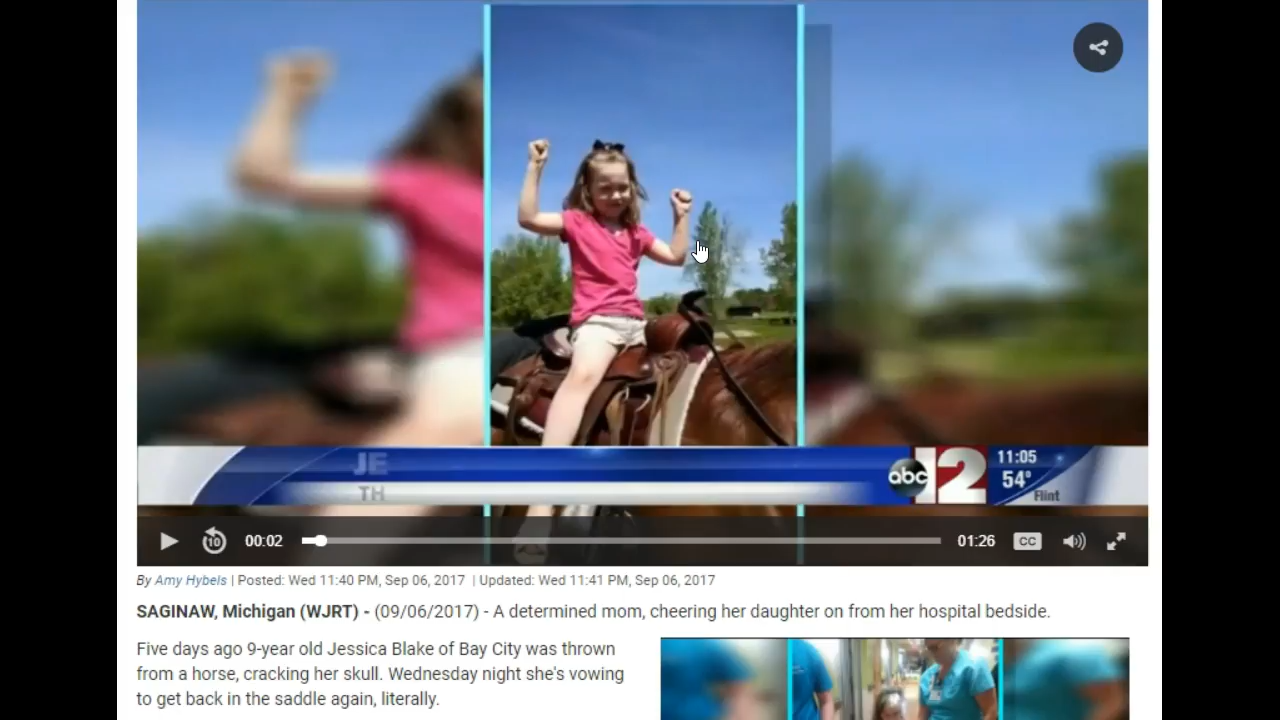 JE
TH
abc 12
11:05
54°
Flint
10
00:02
01:26
CC
By Amy Hybels | Posted: Wed 11:40 PM, Sep 06, 2017 | Updated: Wed 11:41 PM, Sep 06, 2017
SAGINAW, Michigan (WJRT) - (09/06/2017) - A determined mom, cheering her daughter on from her hospital bedside.
Five days ago 9-year old Jessica Blake of Bay City was thrown
from a horse, cracking her skull. Wednesday night she's vowing
to get back in the saddle again, literally.